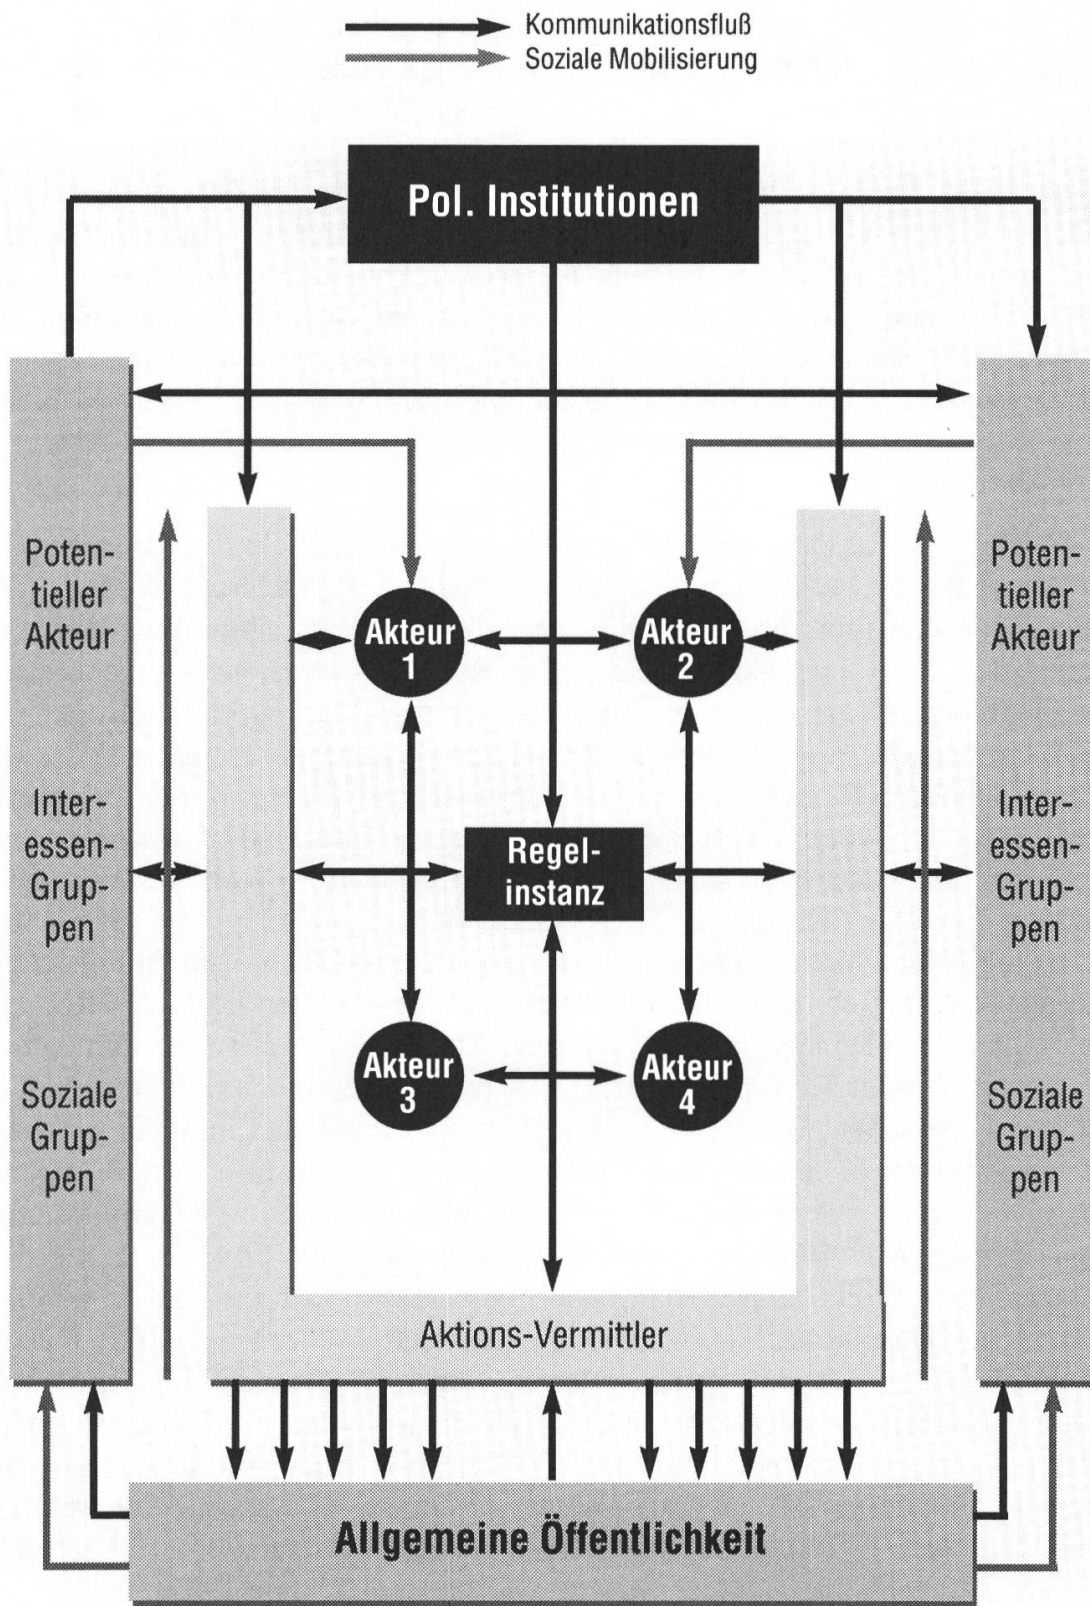 Kommunikationsfluß
Soziale Mobilisierung
Pol. Institutionen
Poten-
tieller
Akteur
Inter-
essen-
Grup-
pen
Soziale
Grup-
pen
Akteur
1
Akteur
2
Regel-
instanz
Akteur
3
Akteur
4
Aktions-Vermittler
Poten-
tieller
Akteur
Inter-
essen-
Grup-
pen
Soziale
Grup-
pen
Allgemeine Öffentlichkeit